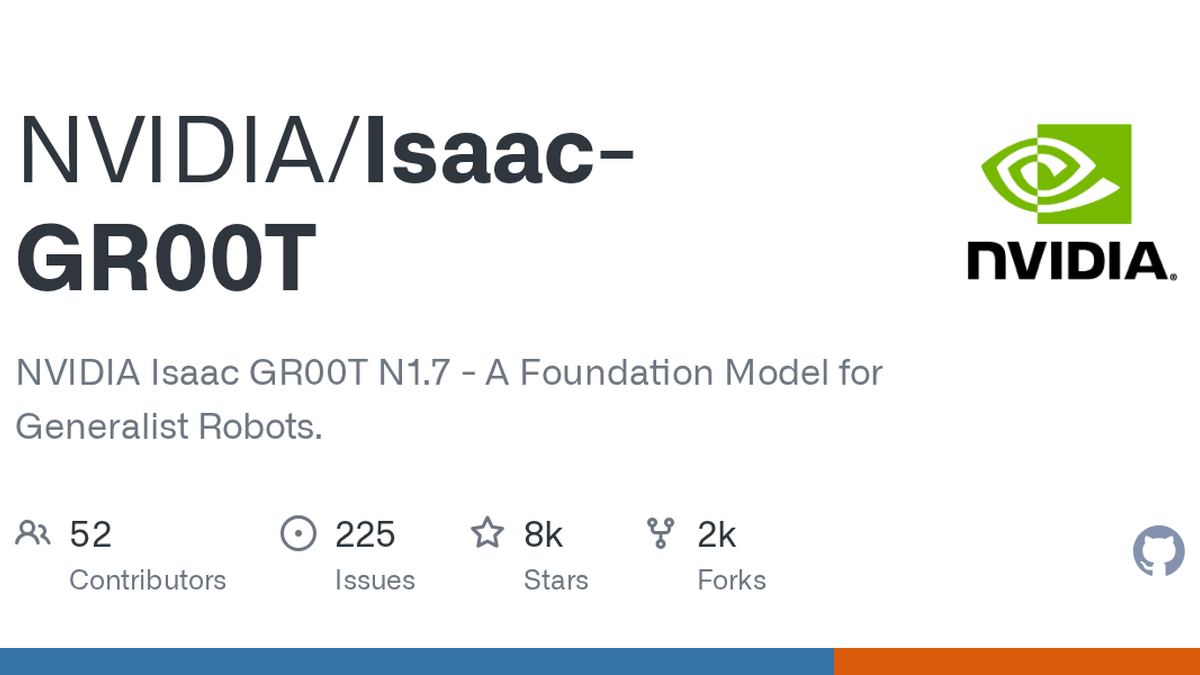 NVIDIA/Isaac-
GR00T
NVIDIA®
NVIDIA Isaac GR00T N1.7 - A Foundation Model for
Generalist Robots.
52
Contributors
225
Issues
8k
Stars
2k
Forks